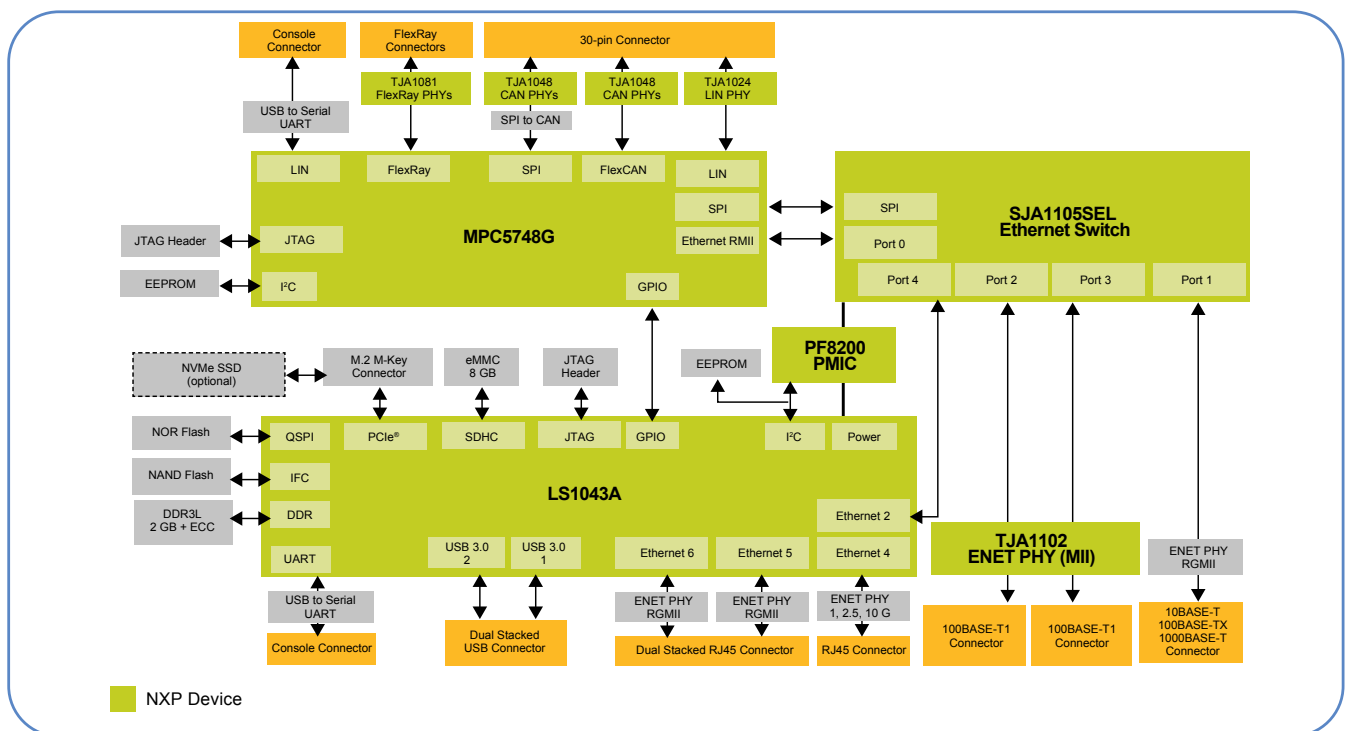 Console
Connector
FlexRay
Connectors
30-pin Connector
TJA1081
FlexRay PHYs
TJA1048
CAN PHYs
TJA1048
CAN PHYs
TJA1024
LIN PHY
USB to Serial
UART
SPI to CAN
LIN
FlexRay
SPI
FlexCAN
LIN
SPI
Ethernet RMII
MPC5748G
JTAG Header
JTAG
EEPROM
I²C
GPIO
SPI
Port 0
SJA1105SEL
Ethernet Switch
Port 4
Port 2
Port 3
Port 1
NVMe SSD
(optional)
M.2 M-Key
Connector
eMMC
8 GB
JTAG
Header
EEPROM
PF8200
PMIC
NOR Flash
QSPI
PCIe®
SDHC
JTAG
GPIO
I²C
Power
NAND Flash
IFC
LS1043A
DDR3L
2 GB + ECC
DDR
Ethernet 2
UART
USB 3.0
2
USB 3.0
1
Ethernet 6
Ethernet 5
Ethernet 4
TJA1102
ENET PHY (MII)
ENET PHY
RGMII
USB to Serial
UART
ENET PHY
RGMII
ENET PHY
RGMII
ENET PHY
1, 2.5, 10 G
Console Connector
Dual Stacked
USB Connector
Dual Stacked RJ45 Connector
RJ45 Connector
100BASE-T1
Connector
100BASE-T1
Connector
10BASE-T
100BASE-TX
1000BASE-T
Connector
NXP Device